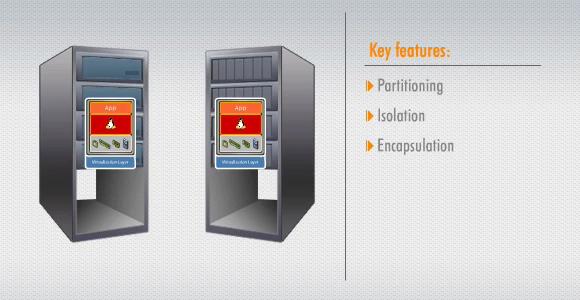 App
Virtualization Layer
App
Virtualization Layer
Key features:
Partitioning
Isolation
Encapsulation